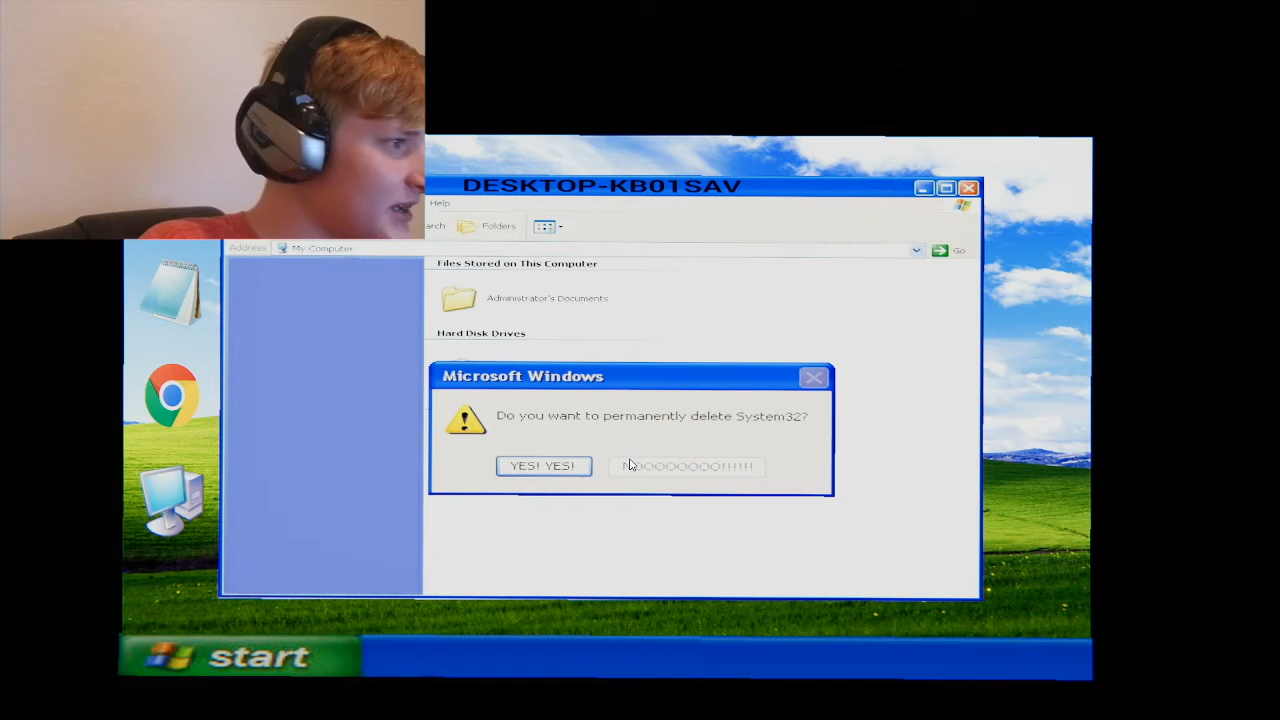 DESKTOP-KB01SAV
Help
arch Folders
Address My Computer Go
Files Stored on This Computer
Administrator's Documents
Hard Disk Drives
Microsoft Windows
Do you want to permanently delete System32?
YES! YES!
start